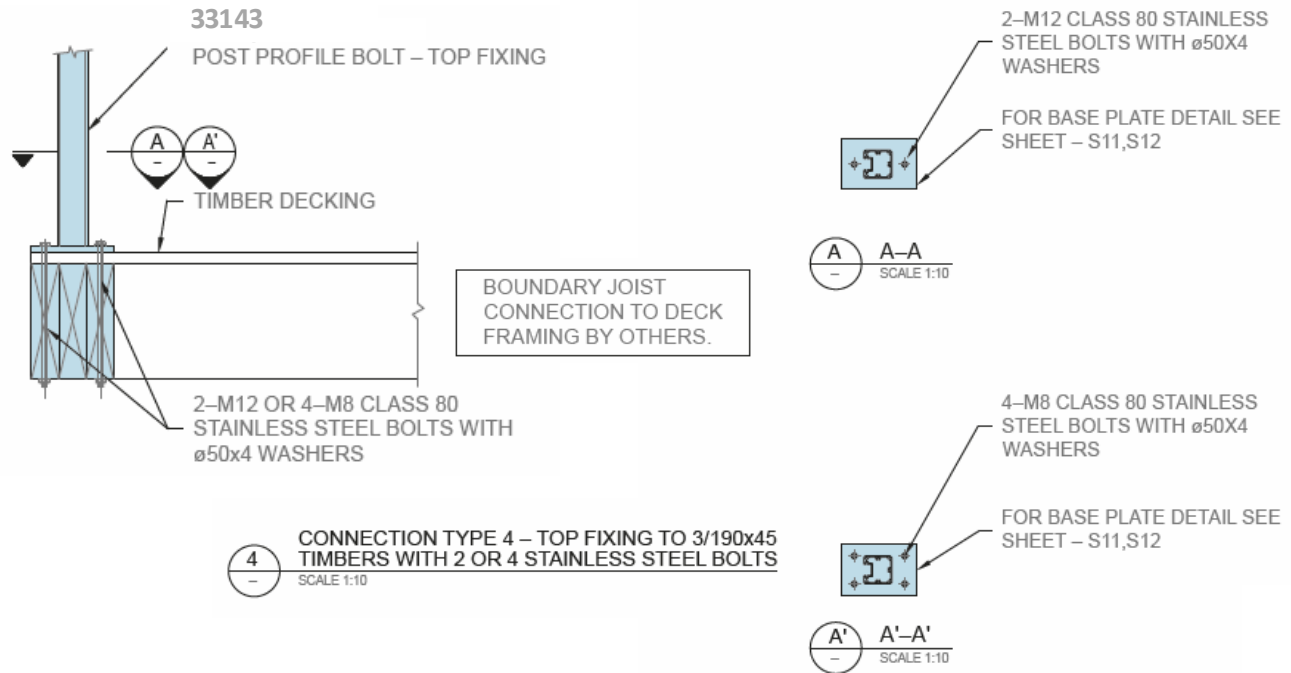 33143
POST PROFILE BOLT – TOP FIXING
A
–
A'
–
TIMBER DECKING
BOUNDARY JOIST
CONNECTION TO DECK
FRAMING BY OTHERS.
2–M12 OR 4–M8 CLASS 80
STAINLESS STEEL BOLTS WITH
ø50x4 WASHERS
4
–
CONNECTION TYPE 4 – TOP FIXING TO 3/190x45
TIMBERS WITH 2 OR 4 STAINLESS STEEL BOLTS
SCALE 1:10
2–M12 CLASS 80 STAINLESS
STEEL BOLTS WITH ø50X4
WASHERS
FOR BASE PLATE DETAIL SEE
SHEET – S11,S12
A
–
A–A
SCALE 1:10
4–M8 CLASS 80 STAINLESS
STEEL BOLTS WITH ø50X4
WASHERS
FOR BASE PLATE DETAIL SEE
SHEET – S11,S12
A'
–
A'–A'
SCALE 1:10